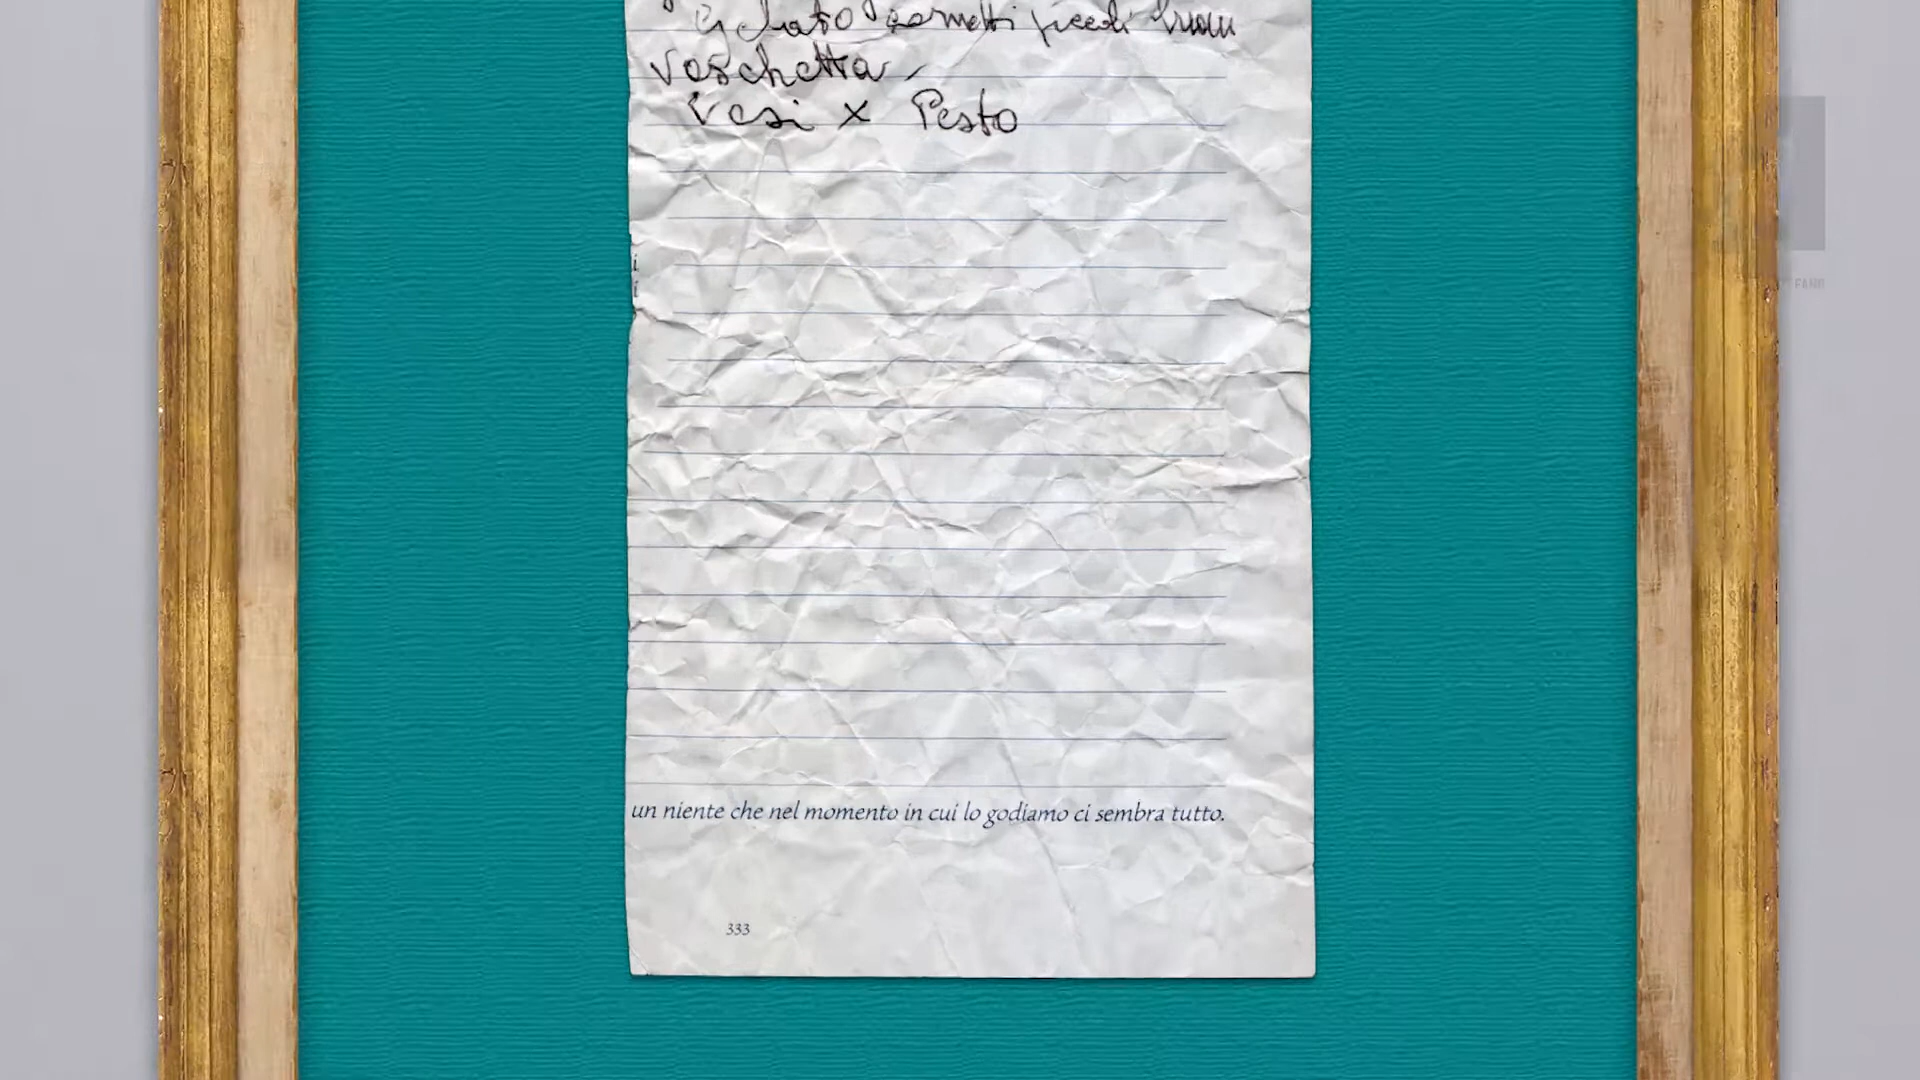 Gelato cornetti piccoli
vaschetta
Vasi x Pesto
i
i
un niente che nel momento in cui lo godiamo ci sembra tutto.
333